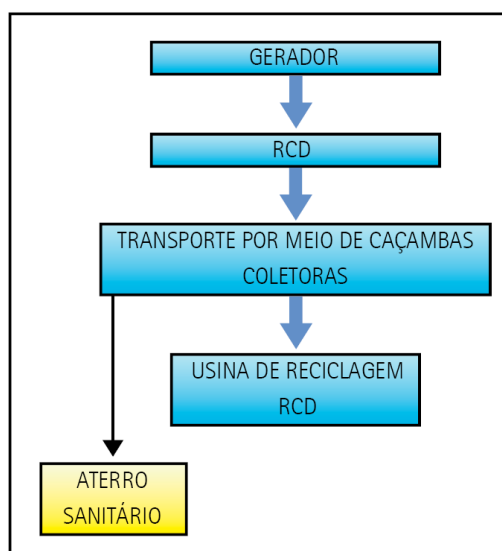 GERADOR
RCD
TRANSPORTE POR MEIO DE CAÇAMBAS
COLETORAS
USINA DE RECICLAGEM
RCD
ATERRO
SANITÁRIO